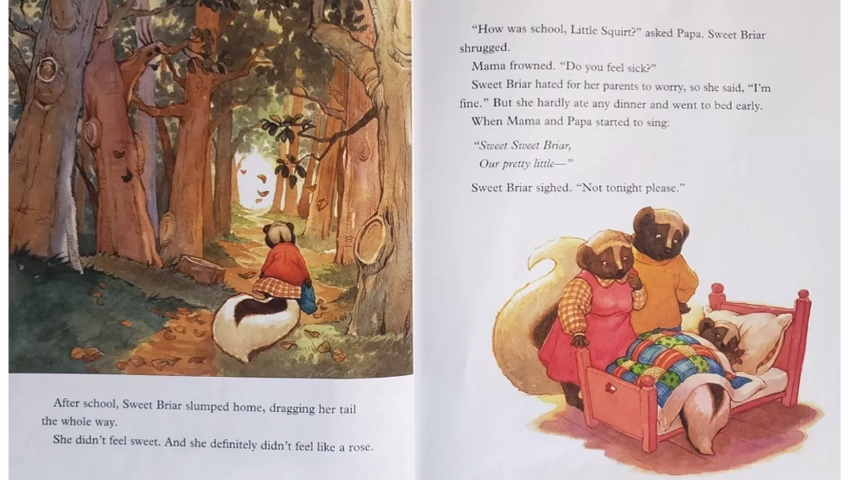 After school, Sweet Briar slumped home, dragging her tail
the whole way.
She didn't feel sweet. And she definitely didn't feel like a rose.
"How was school, Little Squirt?" asked Papa. Sweet Briar
shrugged.
Mama frowned. "Do you feel sick?"
Sweet Briar hated for her parents to worry, so she said, "I'm
fine." But she hardly ate any dinner and went to bed early.
When Mama and Papa started to sing:
"Sweet Sweet Briar,
Our pretty little—"
Sweet Briar sighed. "Not tonight please."